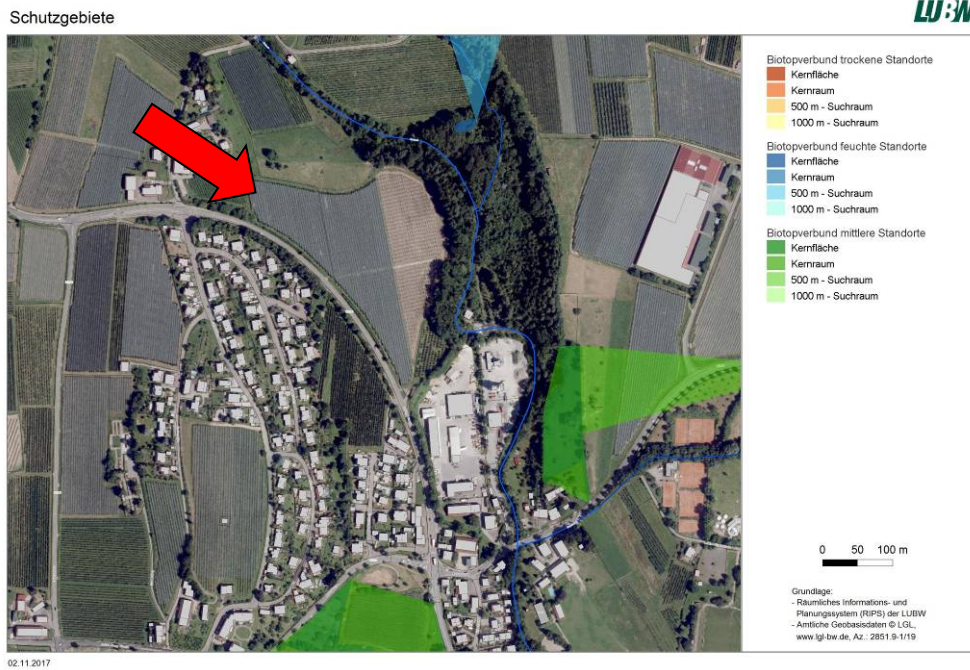 Schutzgebiete
LUBW
Biotopverbund trockene Standorte
Kernfläche
Kernraum
500 m - Suchraum
1000 m - Suchraum
Biotopverbund feuchte Standorte
Kernfläche
Kernraum
500 m - Suchraum
1000 m - Suchraum
Biotopverbund mittlere Standorte
Kernfläche
Kernraum
500 m - Suchraum
1000 m - Suchraum
0 50 100 m
Grundlage:
- Räumliches Informations- und
Planungssystem (RIPS) der LUBW
- Amtliche Geobasisdaten © LGL,
www.lgl-bw.de, Az.: 2851.9-1/19
02.11.2017